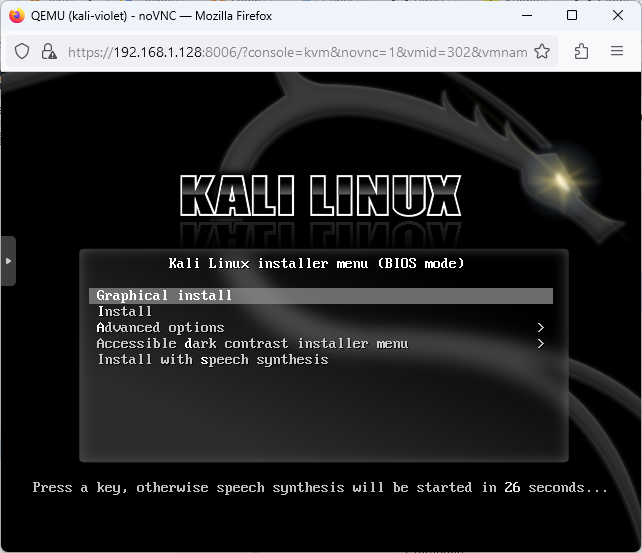 QEMU (kali-violet) - noVNC — Mozilla Firefox
https://192.168.1.128:8006/?console=kvm&novnc=1&vmid=302&vmnam
KALI LINUX
Kali Linux installer menu (BIOS mode)
Graphical install
Install
Advanced options >
Accessible dark contrast installer menu >
Install with speech synthesis
Press a key, otherwise speech synthesis will be started in 26 seconds...